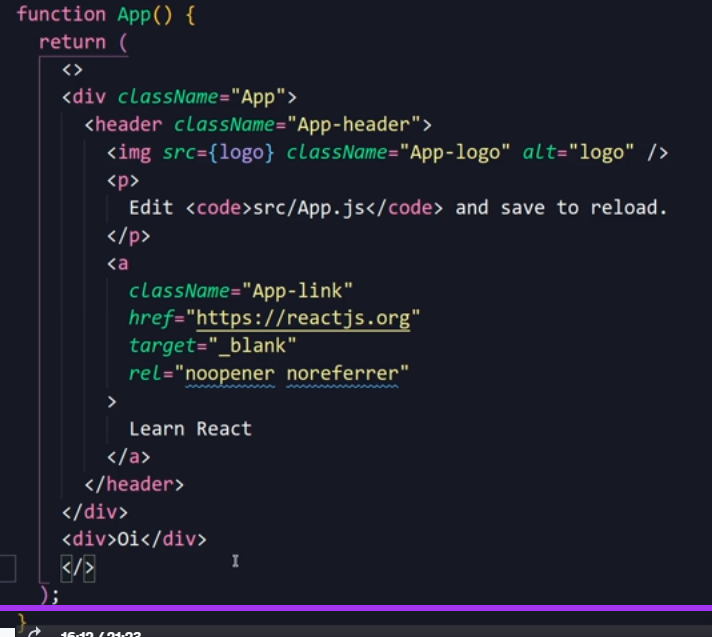 function App() {
return (
<>
<div className="App">
<header className="App-header">
<img src={logo} className="App-logo" alt="logo" />
<p>
Edit <code>src/App.js</code> and save to reload.
</p>
<a
className="App-link"
href="https://reactjs.org"
target="_blank"
rel="noopener noreferrer"
>
Learn React
</a>
</header>
</div>
<div>Oi</div>
</>
);
}
16:12 / 21:23